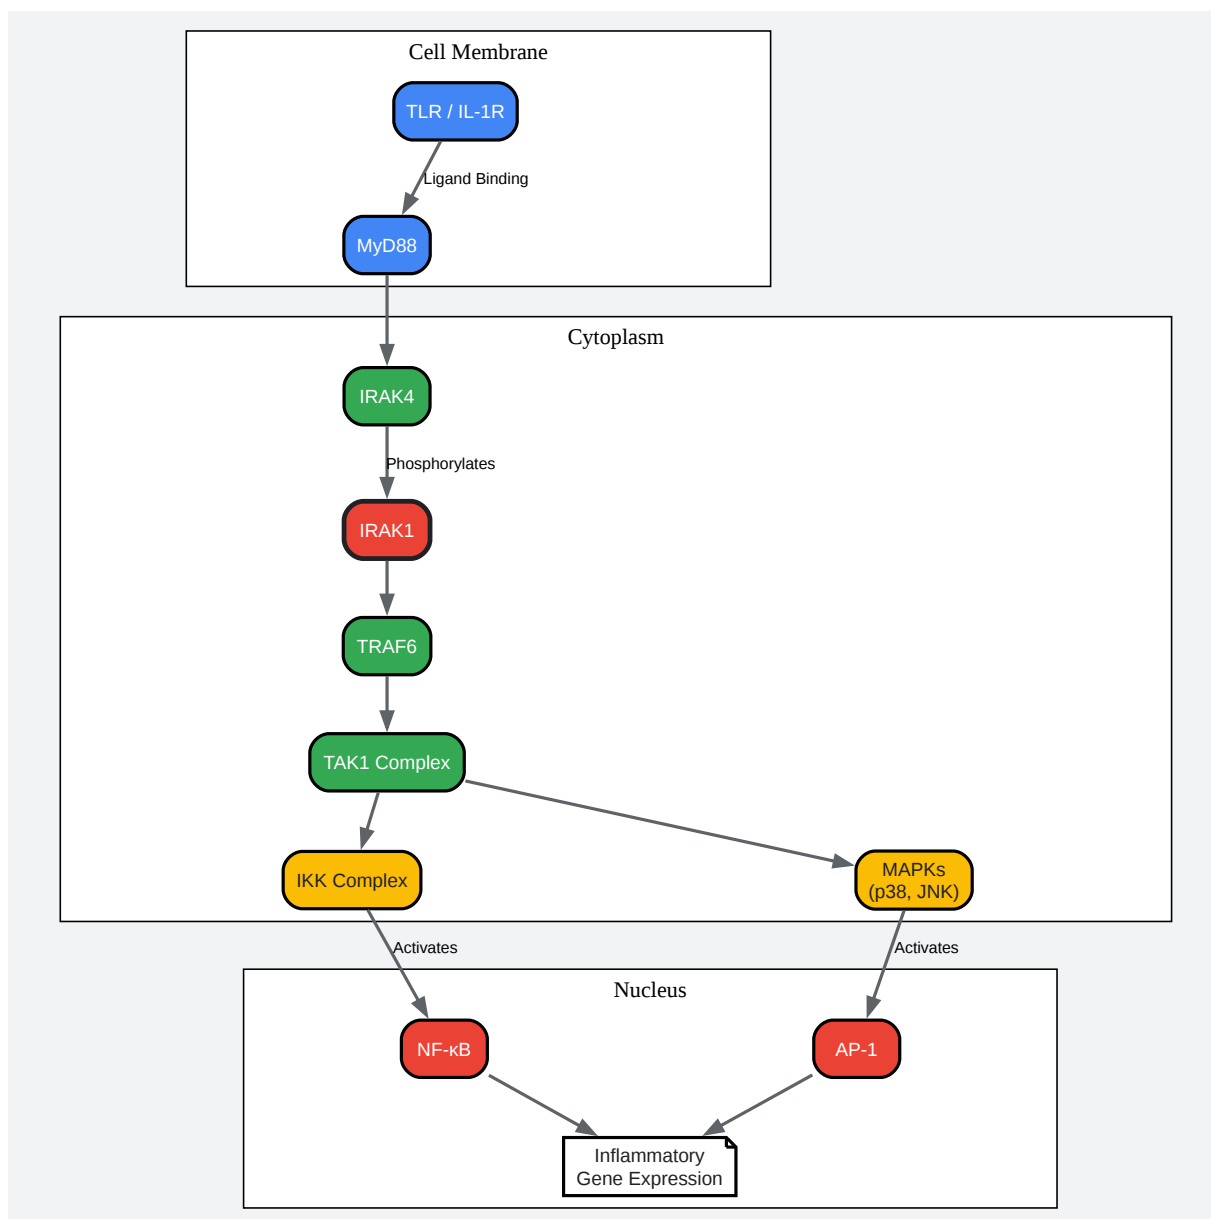 Cell Membrane
TLR / IL-1R
Ligand Binding
MyD88
Cytoplasm
IRAK4
Phosphorylates
IRAK1
TRAF6
TAK1 Complex
IKK Complex
MAPKs
(p38, JNK)
Activates
Activates
Nucleus
NF-κB
AP-1
Inflammatory
Gene Expression